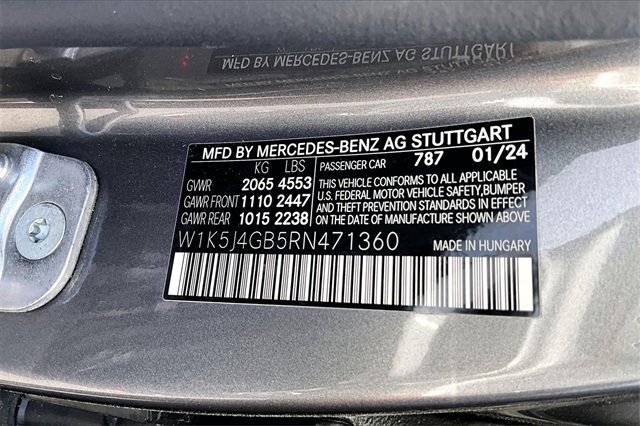 MFD BY MERCEDES-BENZ AG STUTTGART
MFD BY MERCEDES-BENZ AG STUTTGART
KG LBS PASSENGER CAR 787 01/24
GVWR 2065 4553
GAWR FRONT 1110 2447
GAWR REAR 1015 2238
THIS VEHICLE CONFORMS TO ALL APPLICABLE
U.S. FEDERAL MOTOR VEHICLE SAFETY,BUMPER
AND THEFT PREVENTION STANDARDS IN EFFECT
ON THE DATE OF MANUFACTURE SHOWN ABOVE.
W1K5J4GB5RN471360 MADE IN HUNGARY